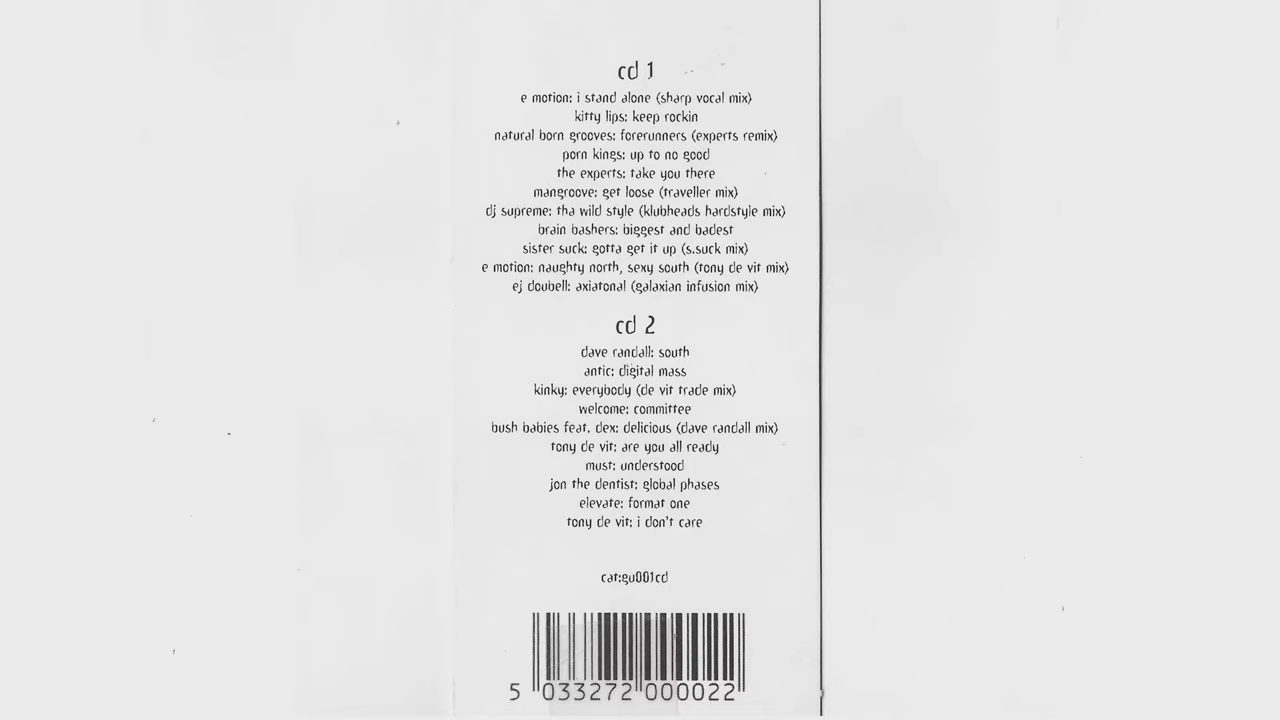 cd 1
e motion: i stand alone (sharp vocal mix)
kitty lips: keep rockin
natural born grooves: forerunners (experts remix)
porn kings: up to no good
the experts: take you there
mangroove: get loose (traveller mix)
dj supreme: tha wild style (klubheads hardstyle mix)
brain bashers: biggest and badest
sister suck: gotta get it up (s.suck mix)
e motion: naughty north, sexy south (tony de vit mix)
ej doubell: axiatonal (galaxian infusion mix)
cd 2
dave randall: south
antic: digital mass
kinky: everybody (de vit trade mix)
welcome: committee
bush babies feat. dex: delicious (dave randall mix)
tony de vit: are you all ready
must: understood
jon the dentist: global phases
elevate: format one
tony de vit: i don't care
cat:gu001cd
5 033272 000022